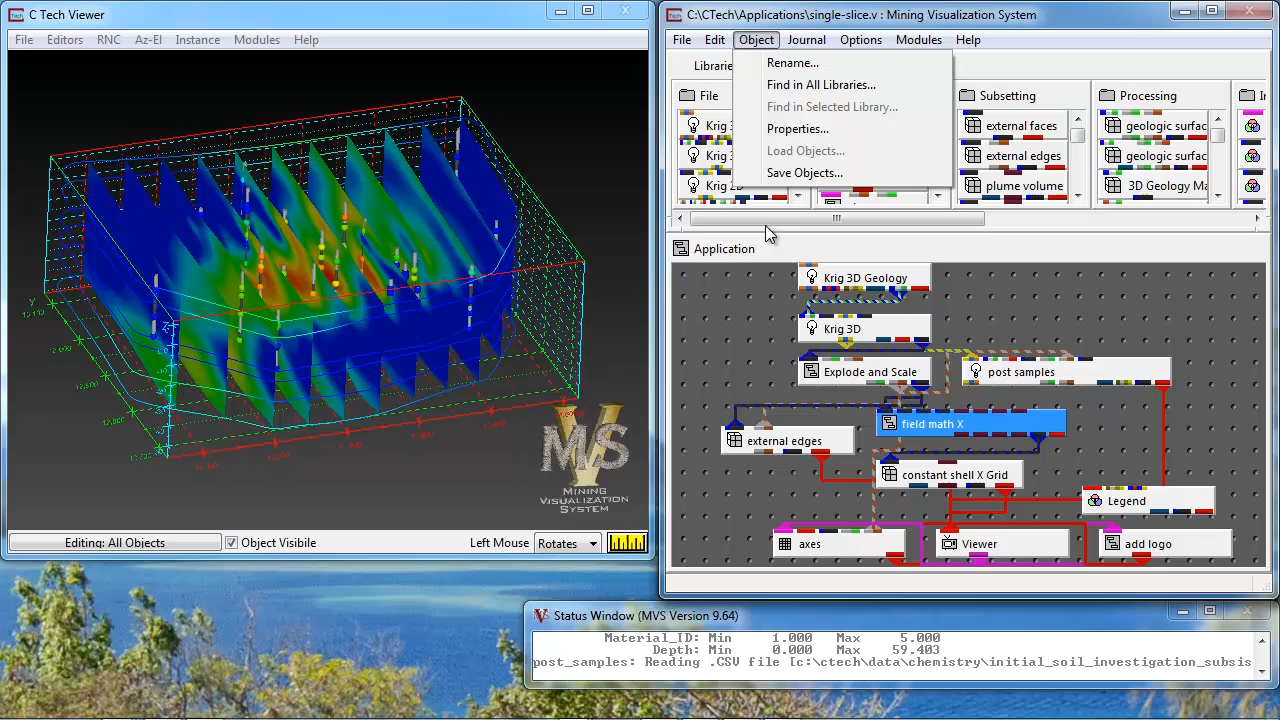 C Tech Viewer
File Editors RNC Az-El Instance Modules Help
MS
MINING
VISUALIZATION
SYSTEM
Editing: All Objects
Object Visibile
Left Mouse
Rotates
C:\CTech\Applications\single-slice.v : Mining Visualization System
File Edit Object Journal Options Modules Help
Librarie
Rename...
Find in All Libraries...
Find in Selected Library...
Properties...
Load Objects...
Save Objects...
File
Krig 3
Krig 3
Krig 2D
Subsetting
external faces
external edges
plume volume
Processing
geologic surfac
geologic surfac
3D Geology Ma
Application
Krig 3D Geology
Krig 3D
Explode and Scale
post samples
field math X
external edges
constant shell X Grid
Legend
axes
Viewer
add logo
Status Window (MVS Version 9.64)
Material_ID: Min 1.000 Max 5.000
Depth: Min 0.000 Max 59.403
post_samples: Reading .CSV file [c:\ctech\data\chemistry\initial_soil_investigation_subsis